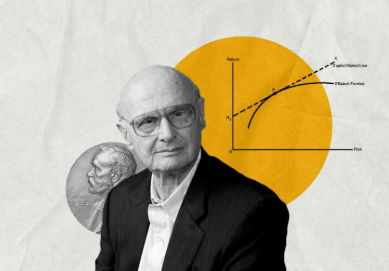 Return
Capital Market Line
Efficient Frontier
Risk